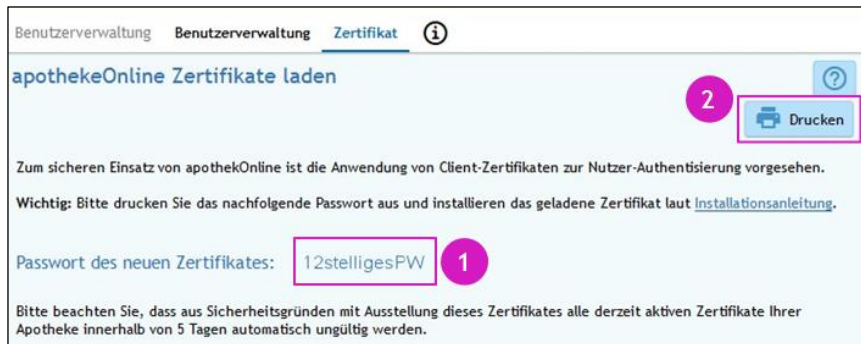 Benutzerverwaltung Benutzerverwaltung Zertifikat i
apothekeOnline Zertifikate laden
?
2
Drucken
Zum sicheren Einsatz von apothekOnline ist die Anwendung von Client-Zertifikaten zur Nutzer-Authentisierung vorgesehen.
Wichtig: Bitte drucken Sie das nachfolgende Passwort aus und installieren das geladene Zertifikat laut Installationsanleitung.
Passwort des neuen Zertifikates: 12stelligesPW 1
Bitte beachten Sie, dass aus Sicherheitsgründen mit Ausstellung dieses Zertifikates alle derzeit aktiven Zertifikate Ihrer
Apotheke innerhalb von 5 Tagen automatisch ungültig werden.